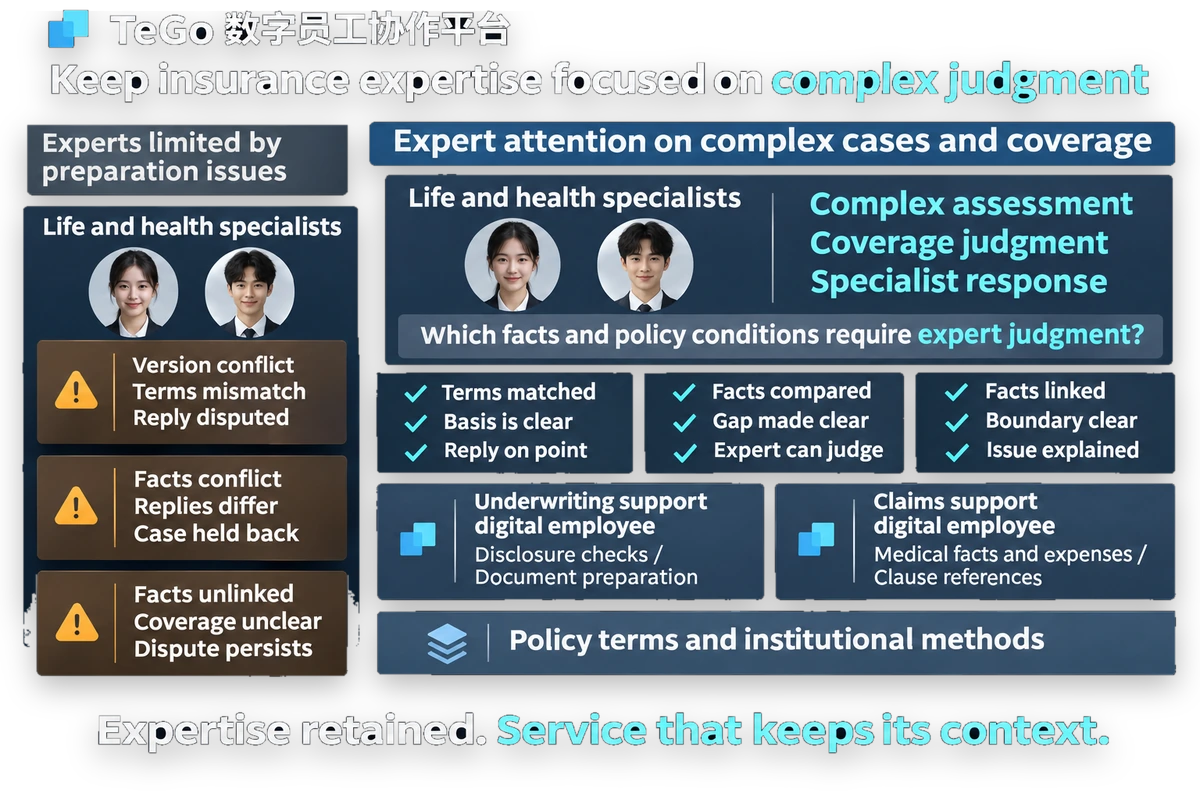 TeGo 数字员工协作平台
Keep insurance expertise focused on complex judgment
Experts limited by
preparation issues
Life and health specialists
Version conflict
Terms mismatch
Reply disputed
Facts conflict
Replies differ
Case held back
Facts unlinked
Coverage unclear
Dispute persists
Expert attention on complex cases and coverage
Life and health specialists
Complex assessment
Coverage judgment
Specialist response
Which facts and policy conditions require expert judgment?
Terms matched
Basis is clear
Reply on point
Facts compared
Gap made clear
Expert can judge
Facts linked
Boundary clear
Issue explained
Underwriting support
digital employee
Disclosure checks /
Document preparation
Claims support
digital employee
Medical facts and expenses /
Clause references
Policy terms and institutional methods
Expertise retained. Service that keeps its context.